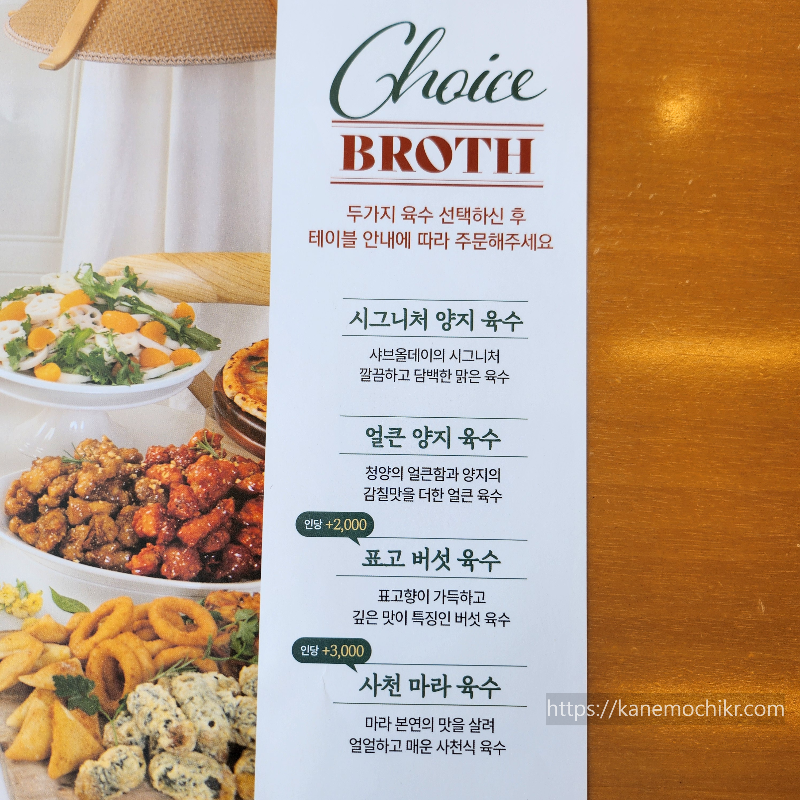 Choice
BROTH
두가지 육수 선택하신 후
테이블 안내에 따라 주문해주세요
시그니처 양지 육수
샤브올데이의 시그니처
깔끔하고 담백한 맑은 육수
얼큰 양지 육수
청양의 얼큰함과 양지의
감칠맛을 더한 얼큰 육수
인당 +2,000
표고 버섯 육수
표고향이 가득하고
깊은 맛이 특징인 버섯 육수
인당 +3,000
사천 마라 육수
마라 본연의 맛을 살려
얼얼하고 매운 사천식 육수
https://kanemochikr.com